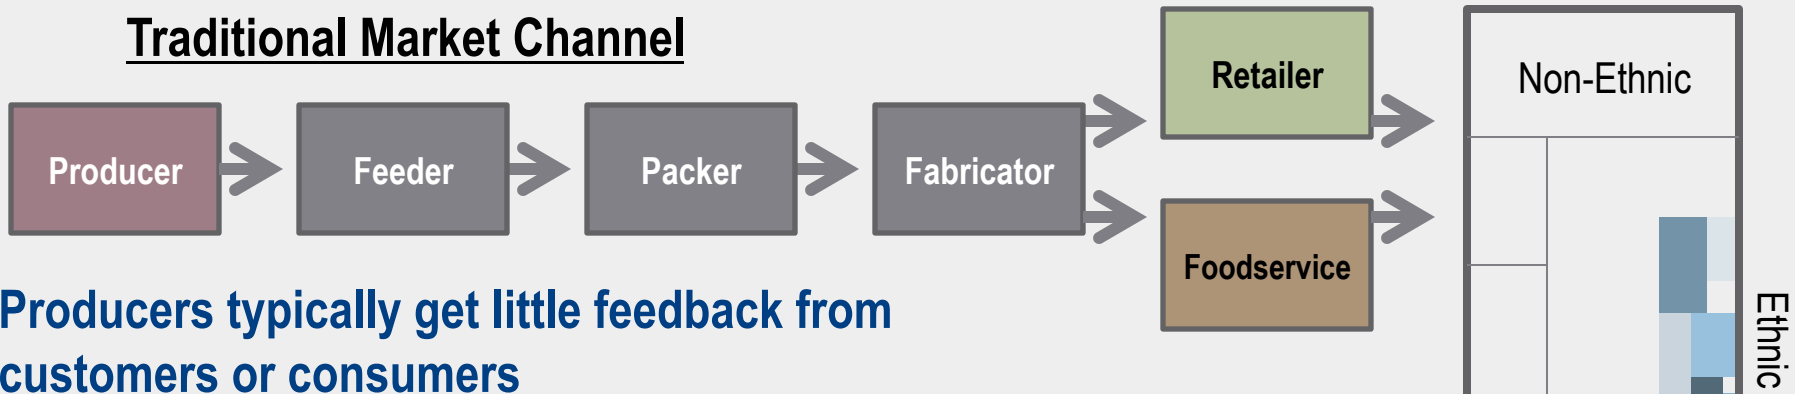 Traditional Market Channel
Producer
Feeder
Packer
Fabricator
Retailer
Foodservice
Non-Ethnic
Ethnic
Producers typically get little feedback from
customers or consumers